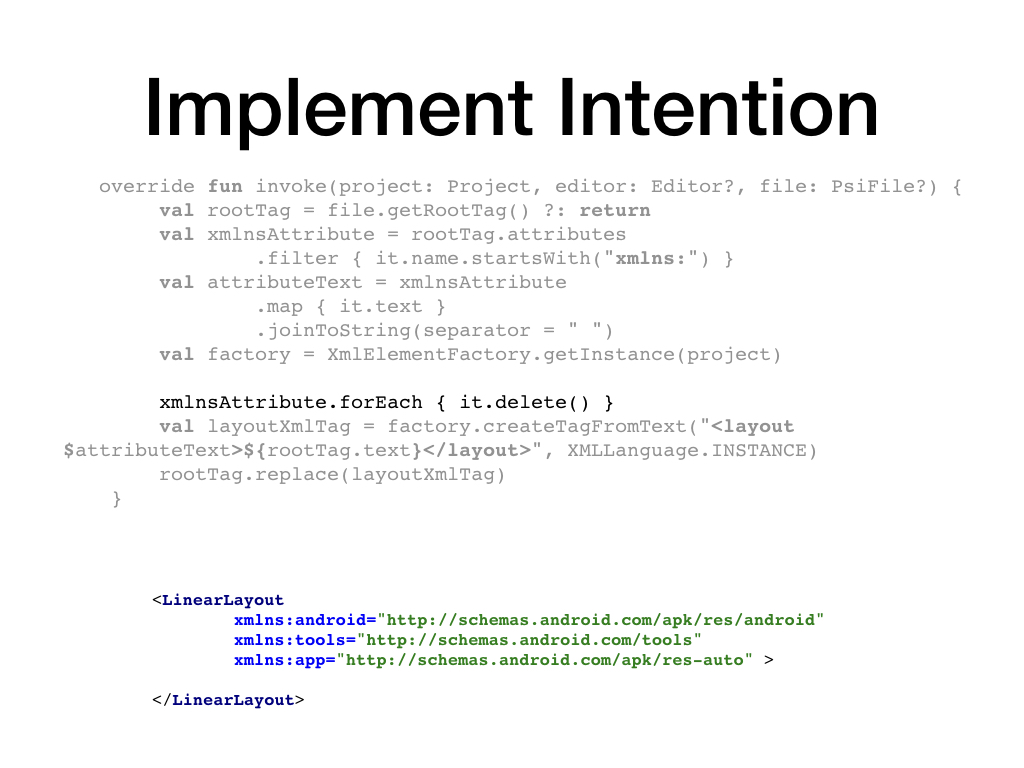 Implement Intention
override fun invoke(project: Project, editor: Editor?, file: PsiFile?) {
val rootTag = file.getRootTag() ?: return
val xmlnsAttribute = rootTag.attributes
.filter { it.name.startsWith("xmlns:") }
val attributeText = xmlnsAttribute
.map { it.text }
.joinToString(separator = " ")
val factory = XmlElementFactory.getInstance(project)
xmlnsAttribute.forEach { it.delete() }
val layoutXmlTag = factory.createTagFromText("<layout
$attributeText>${rootTag.text}</layout>", XMLLanguage.INSTANCE)
rootTag.replace(layoutXmlTag)
}
<LinearLayout
xmlns:android="http://schemas.android.com/apk/res/android"
xmlns:tools="http://schemas.android.com/tools"
xmlns:app="http://schemas.android.com/apk/res-auto" >
</LinearLayout>